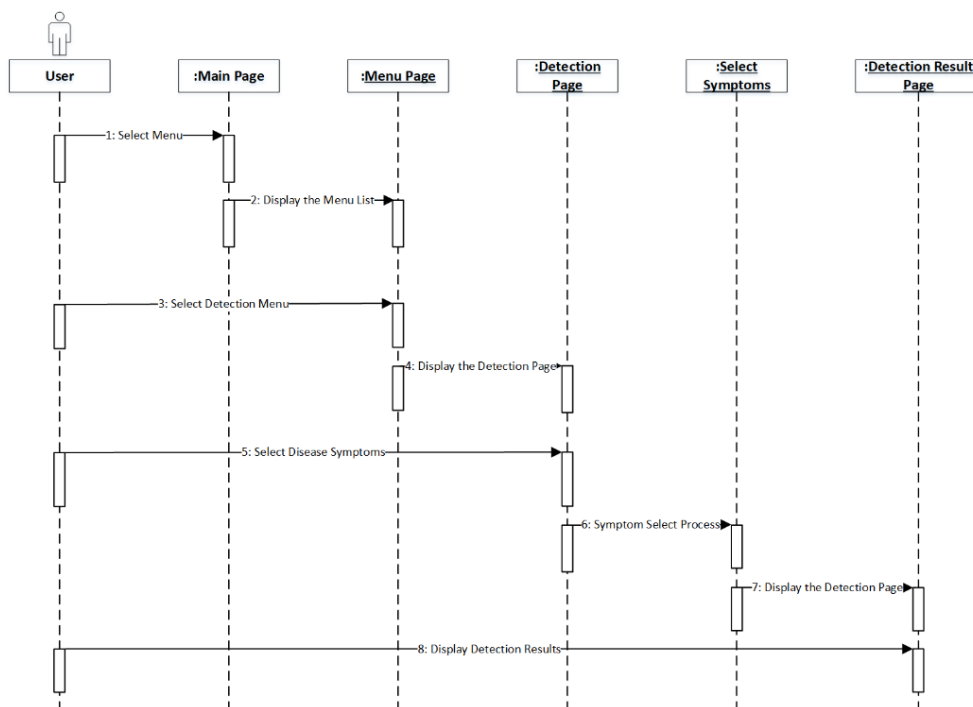 User
:Main Page
:Menu Page
:Detection
Page
:Select
Symptoms
:Detection Result
Page
1: Select Menu
2: Display the Menu List
3: Select Detection Menu
4: Display the Detection Page
5: Select Disease Symptoms
6: Symptom Select Process
7: Display the Detection Page
8: Display Detection Results